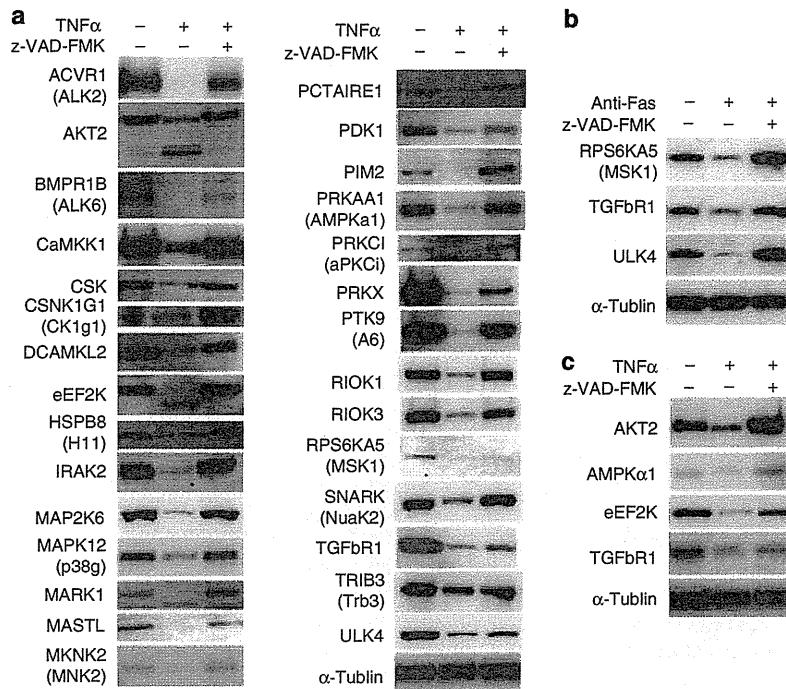 a
TNFα − + +
z-VAD-FMK − − +
ACVR1
(ALK2)
AKT2
BMPR1B
(ALK6)
CaMKK1
CSK
CSNK1G1
(CK1g1)
DCAMKL2
eEF2K
HSPB8
(H11)
IRAK2
MAP2K6
MAPK12
(p38g)
MARK1
MASTL
MKNK2
(MNK2)
TNFα − + +
z-VAD-FMK − − +
PCTAIRE1
PDK1
PIM2
PRKAA1
(AMPKa1)
PRKCI
(aPKCi)
PRKX
PTK9
(A6)
RIOK1
RIOK3
RPS6KA5
(MSK1)
SNARK
(NuaK2)
TGFbR1
TRIB3
(Trb3)
ULK4
α-Tublin
b
Anti-Fas − + +
z-VAD-FMK − − +
RPS6KA5
(MSK1)
TGFbR1
ULK4
α-Tublin
c
TNFα − + +
z-VAD-FMK − − +
AKT2
AMPKα1
eEF2K
TGFbR1
α-Tublin